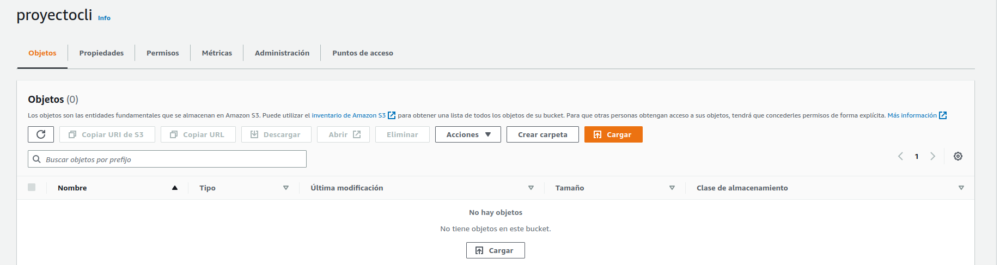 proyectocli Info
Objetos Propiedades Permisos Métricas Administración Puntos de acceso
Objetos (0)
Los objetos son las entidades fundamentales que se almacenan en Amazon S3. Puede utilizar el inventario de Amazon S3 para obtener una lista de todos los objetos de su bucket. Para que otras personas obtengan acceso a sus objetos, tendrá que concederles permisos de forma explícita. Más información
Copiar URI de S3 Copiar URL Descargar Abrir Eliminar Acciones Crear carpeta Cargar
Buscar objetos por prefijo 1
Nombre Tipo Última modificación Tamaño Clase de almacenamiento
No hay objetos
No tiene objetos en este bucket.
Cargar